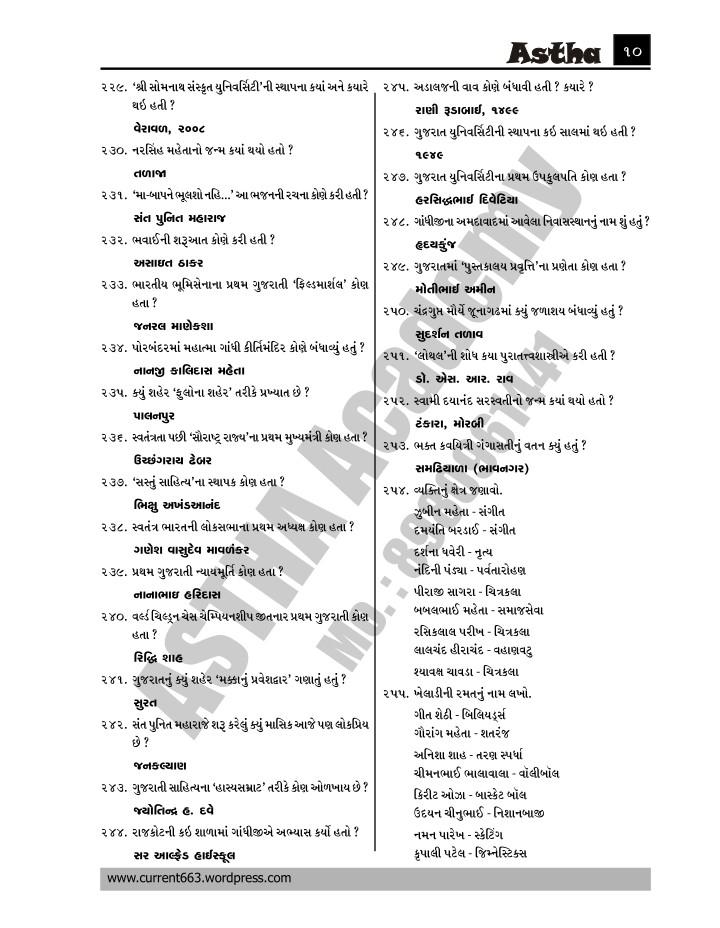 Astha ૧૦
૨૨૯. ‘શ્રી સોમનાથ સંસ્કૃત યુનિવર્સિટી’ની સ્થાપના કયાં અને કયારે
થઇ હતી ?
વેરાવળ, ૨૦૦૮
૨૩૦. નરસિંહ મહેતાનો જન્મ કયાં થયો હતો ?
તળાજા
૨૩૧. ‘મા-બાપને ભૂલશો નહિ...’ આ ભજનની રચના કોણે કરી હતી ?
સંત પુનિત મહારાજ
૨૩૨. ભવાઈની શરૂઆત કોણે કરી હતી ?
અસાઇત ઠાકર
૨૩૩. ભારતીય ભૂમિસેનાના પ્રથમ ગુજરાતી ‘ફિલ્ડમાર્શલ’ કોણ
હતા ?
જનરલ માણેકશા
૨૩૪. પોરબંદરમાં મહાત્મા ગાંધી કીર્તિમંદિર કોણે બંધાવ્યું હતું ?
નાનજી કાલિદાસ મહેતા
૨૩૫. ક્યું શહેર ‘ફુલોના શહેર’ તરીકે પ્રખ્યાત છે ?
પાલનપુર
૨૩૬. સ્વતંત્રતા પછી ‘સૌરાષ્ટ્ર રાજ્ય’ના પ્રથમ મુખ્યમંત્રી કોણ હતા ?
ઉચ્છંગરાય ઢેબર
૨૩૭. ‘સસ્તું સાહિત્ય’ના સ્થાપક કોણ હતા ?
ભિક્ષુ અખંડઆનંદ
૨૩૮. સ્વતંત્ર ભારતની લોકસભાના પ્રથમ અધ્યક્ષ કોણ હતા ?
ગણેશ વાસુદેવ માવળંકર
૨૩૯. પ્રથમ ગુજરાતી ન્યાયમૂર્તિ કોણ હતા ?
નાનાભાઇ હરિદાસ
૨૪૦. વર્લ્ડ ચિલ્ડ્રન ચેસ ચેમ્પિયનશીપ જીતનાર પ્રથમ ગુજરાતી કોણ
હતા ?
રિદ્ધિ શાહ
૨૪૧. ગુજરાતનું ક્યું શહેર ‘મક્કાનું પ્રવેશદ્વાર’ ગણાતું હતું ?
સુરત
૨૪૨. સંત પુનિત મહારાજે શરૂ કરેલું ક્યું માસિક આજે પણ લોકપ્રિય
છે ?
જનકલ્યાણ
૨૪૩. ગુજરાતી સાહિત્યના ‘હાસ્યસમ્રાટ’ તરીકે કોણ ઓળખાય છે ?
જ્યોતિન્દ્ર હ. દવે
૨૪૪. રાજકોટની કઇ શાળામાં ગાંધીજીએ અભ્યાસ કર્યો હતો ?
સર આલ્ફ્રેડ હાઈસ્કૂલ
૨૪૫. અડાલજની વાવ કોણે બંધાવી હતી ? કયારે ?
રાણી રૂડાબાઈ, ૧૪૯૯
૨૪૬. ગુજરાત યુનિવર્સિટીની સ્થાપના કઇ સાલમાં થઇ હતી ?
૧૯૪૯
૨૪૭. ગુજરાત યુનિવર્સિટીના પ્રથમ ઉપકુલપતિ કોણ હતા ?
હરસિદ્ધભાઈ દિવેટિયા
૨૪૮. ગાંધીજીના અમદાવાદમાં આવેલા નિવાસસ્થાનનું નામ શું હતું ?
હૃદયકુંજ
૨૪૯. ગુજરાતમાં ‘પુસ્તકાલય પ્રવૃત્તિ’ના પ્રણેતા કોણ હતા ?
મોતીભાઈ અમીન
૨૫૦. ચંદ્રગુપ્ત મૌર્યે જૂનાગઢમાં ક્યું જળાશય બંધાવ્યું હતું ?
સુદર્શન તળાવ
૨૫૧. ‘લોથલ’ની શોધ કયા પુરાતત્ત્વશાસ્ત્રીએ કરી હતી ?
ડો. એસ. આર. રાવ
૨૫૨. સ્વામી દયાનંદ સરસ્વતીનો જન્મ કયાં થયો હતો ?
ટંકારા, મોરબી
૨૫૩. ભક્ત કવયિત્રી ગંગાસતીનું વતન ક્યું હતું ?
સમઢિયાળા (ભાવનગર)
૨૫૪. વ્યક્તિનું ક્ષેત્ર જણાવો.
ઝુબીન મહેતા - સંગીત
દમયંતિ બરડાઈ - સંગીત
દર્શના ઘવેરી - નૃત્ય
નંદિની પંડ્યા - પર્વતારોહણ
પીરાજી સાગરા - ચિત્રકલા
બબલભાઈ મહેતા - સમાજસેવા
રસિકલાલ પરીખ - ચિત્રકલા
લાલચંદ હીરાચંદ - વહાણવટુ
શ્યાવક્ષ ચાવડા - ચિત્રકલા
૨૫૫. ખેલાડીની રમતનું નામ લખો.
ગીત શેઠી - બિલિયર્ડ્સ
ગૌરાંગ મહેતા - શતરંજ
અનિશા શાહ - તરણ સ્પર્ધા
ચીમનભાઈ ભાલાવાલા - વૉલીબૉલ
કિરીટ ઓઝા - બાસ્કેટ બૉલ
ઉદયન ચીનુભાઈ - નિશાનબાજી
નમન પારેખ - સ્કેટિંગ
કૃપાલી પટેલ - જિમ્નેસ્ટિક્સ
ASTHA Academy
www.current663.wordpress.com